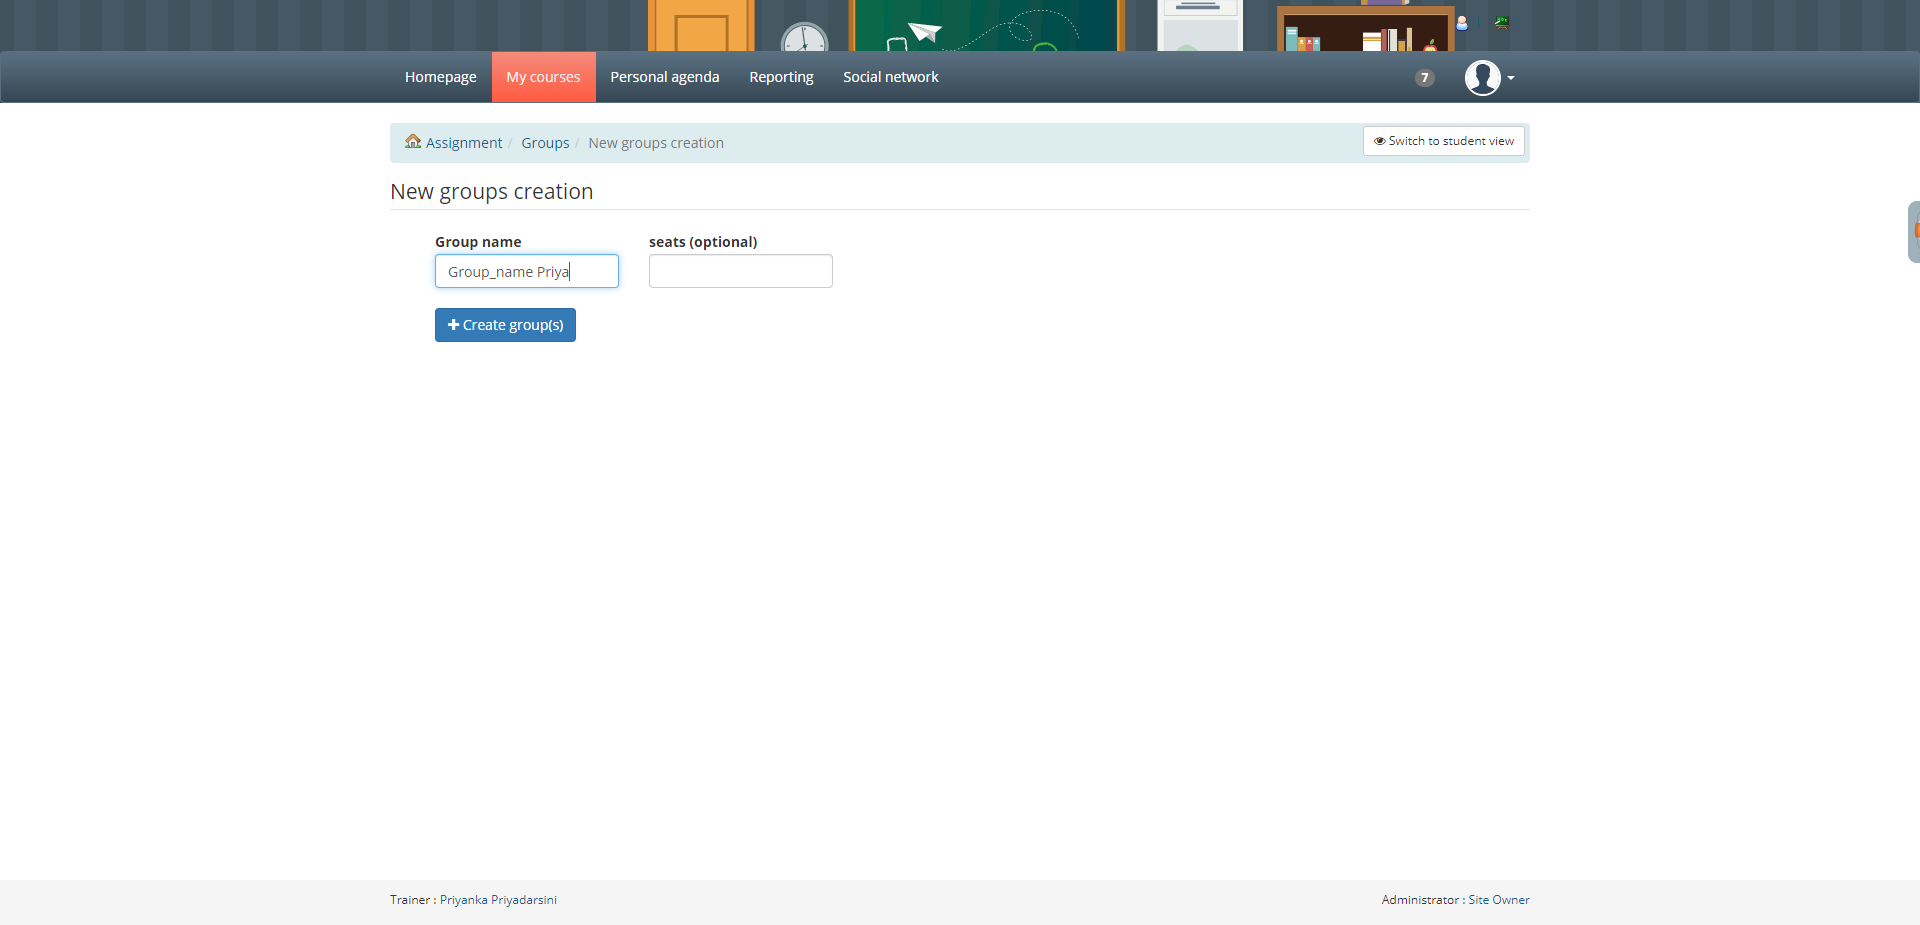 Homepage My courses Personal agenda Reporting Social network 7
Assignment / Groups / New groups creation Switch to student view
New groups creation
Group name seats (optional)
Group_name Priya
Create group(s)
Trainer : Priyanka Priyadarsini Administrator : Site Owner